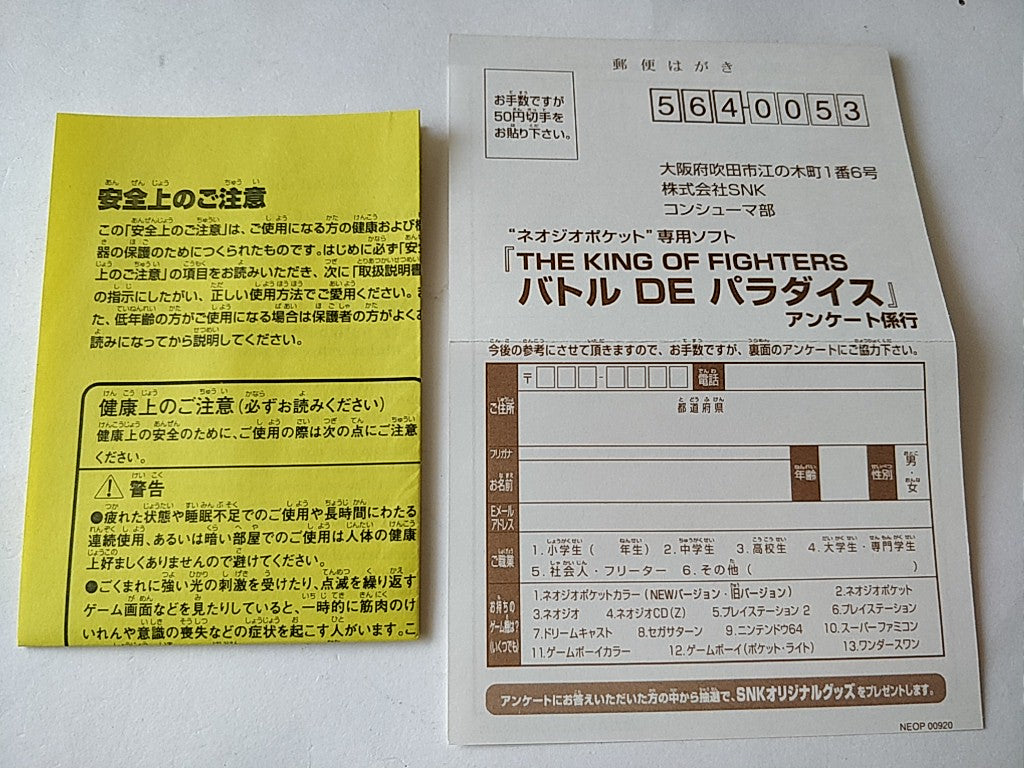 安全上のご注意
この「安全上のご注意」は、ご使用になる方の健康および機
器の保護のためにつくられたものです。はじめに必ず「安全
上のご注意」の項目をお読みいただき、次に「取扱説明書
の指示にしたがい、正しい使用方法でご愛用ください。ま
た、低年齢の方がご使用になる場合は保護者の方がよくお
読みになってから説明してください。
健康上のご注意(必ずお読みください)
健康上の安全のために、ご使用の際は次の点にご注意
ください。
警告
●疲れた状態や睡眠不足でのご使用や長時間にわたる
連続使用、あるいは暗い部屋でのご使用は人体の健康
上好ましくありませんので避けてください。
●ごくまれに強い光の刺激を受けたり、点滅を繰り返す
ゲーム画面などを見たりしていると、一時的に筋肉のけ
いれんや意識の喪失などの症状を起こす人がいます。こ
郵便はがき
お手数ですが
50円切手を
お貼り下さい。
564-0053
大阪府吹田市江の木町1番6号
株式会社SNK
コンシューマ部
“ネオジオポケット”専用ソフト
『THE KING OF FIGHTERS
バトル DE パラダイス』
アンケート係行
今後の参考にさせて頂きますので、お手数ですが、裏面のアンケートにご協力下さい。
ご住所 〒 - 電話
都道府県
フリガナ
お名前 年齢 性別 男・女
Eメール
アドレス
ご職業 1.小学生( 年生) 2.中学生 3.高校生 4.大学生・専門学生
5.社会人・フリーター 6.その他( )
お持ちのゲーム機は?(いくつでも)
1.ネオジオポケットカラー(NEWバージョン・旧バージョン) 2.ネオジオポケット
3.ネオジオ 4.ネオジオCD(Z) 5.プレイステーション2 6.プレイステーション
7.ドリームキャスト 8.セガサターン 9.ニンテンドウ64 10.スーパーファミコン
11.ゲームボーイカラー 12.ゲームボーイ(ポケット・ライト) 13.ワンダースワン
アンケートにお答えいただいた方の中から抽選で、SNKオリジナルグッズをプレゼントします。
NEOP 00920